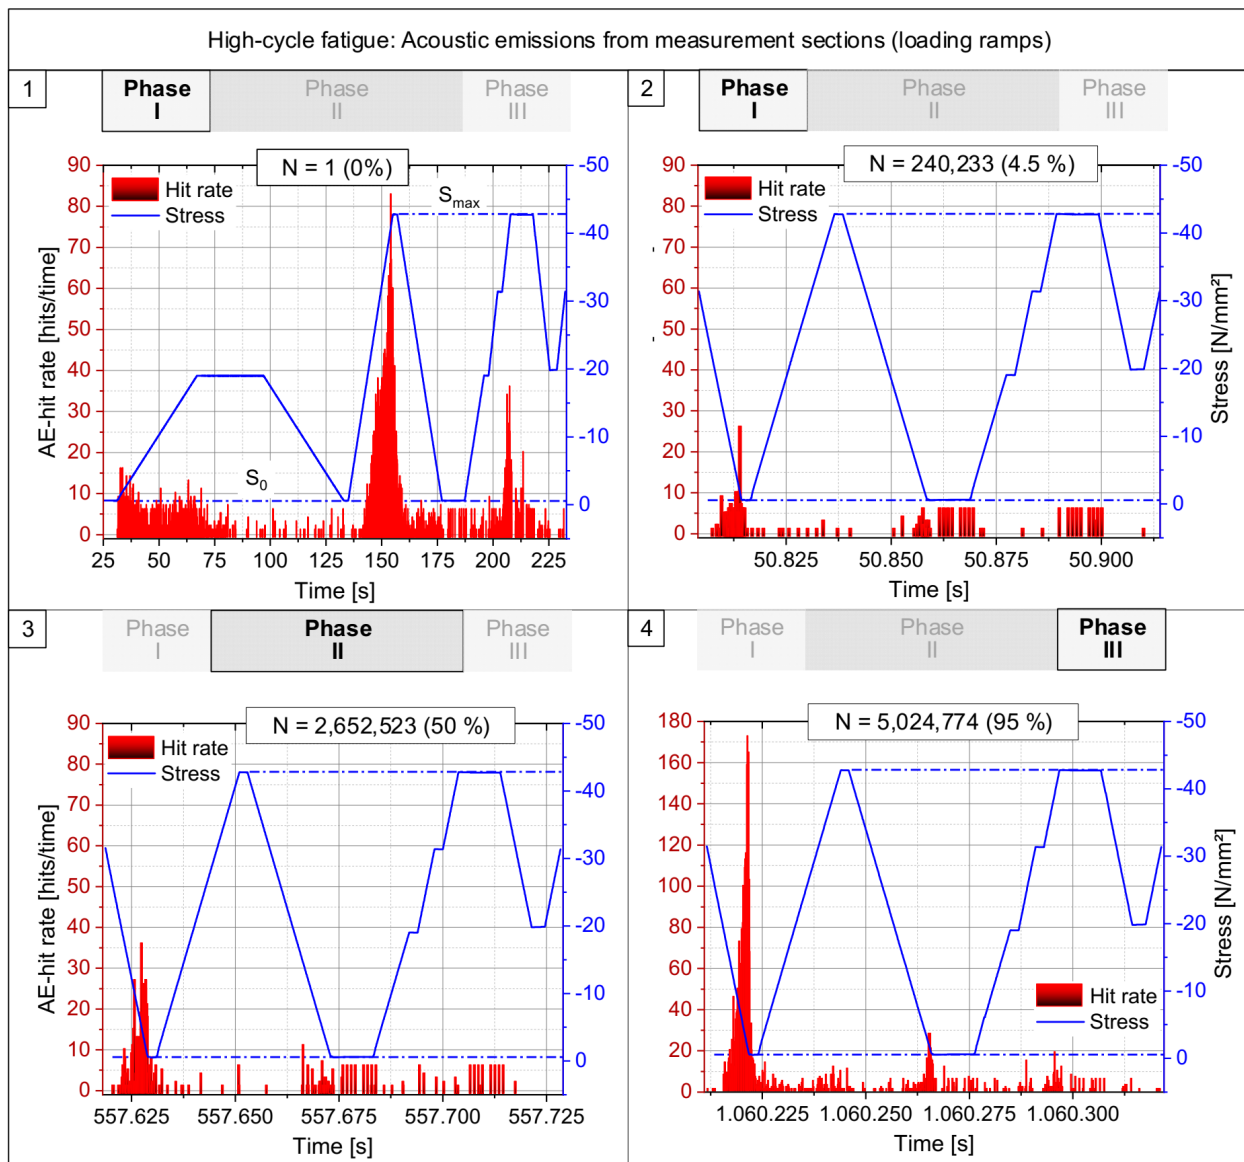 High-cycle fatigue: Acoustic emissions from measurement sections (loading ramps)
1
Phase I
Phase II
Phase III
N = 1 (0%)
Hit rate
Stress
Smax
S0
AE-hit rate [hits/time]
90
80
70
60
50
40
30
20
10
0
-50
-40
-30
-20
-10
0
25 50 75 100 125 150 175 200 225
Time [s]
2
Phase I
Phase II
Phase III
N = 240,233 (4.5 %)
Hit rate
Stress
90
80
70
60
50
40
30
20
10
0
-50
-40
-30
-20
-10
0
Stress [N/mm²]
50.825 50.850 50.875 50.900
Time [s]
3
Phase I
Phase II
Phase III
N = 2,652,523 (50 %)
Hit rate
Stress
AE-hit rate [hits/time]
90
80
70
60
50
40
30
20
10
0
-50
-40
-30
-20
-10
0
557.625 557.650 557.675 557.700 557.725
Time [s]
4
Phase I
Phase II
Phase III
N = 5,024,774 (95 %)
180
160
140
120
100
80
60
40
20
0
-50
-40
-30
-20
-10
0
Hit rate
Stress
Stress [N/mm²]
1.060.225 1.060.250 1.060.275 1.060.300
Time [s]